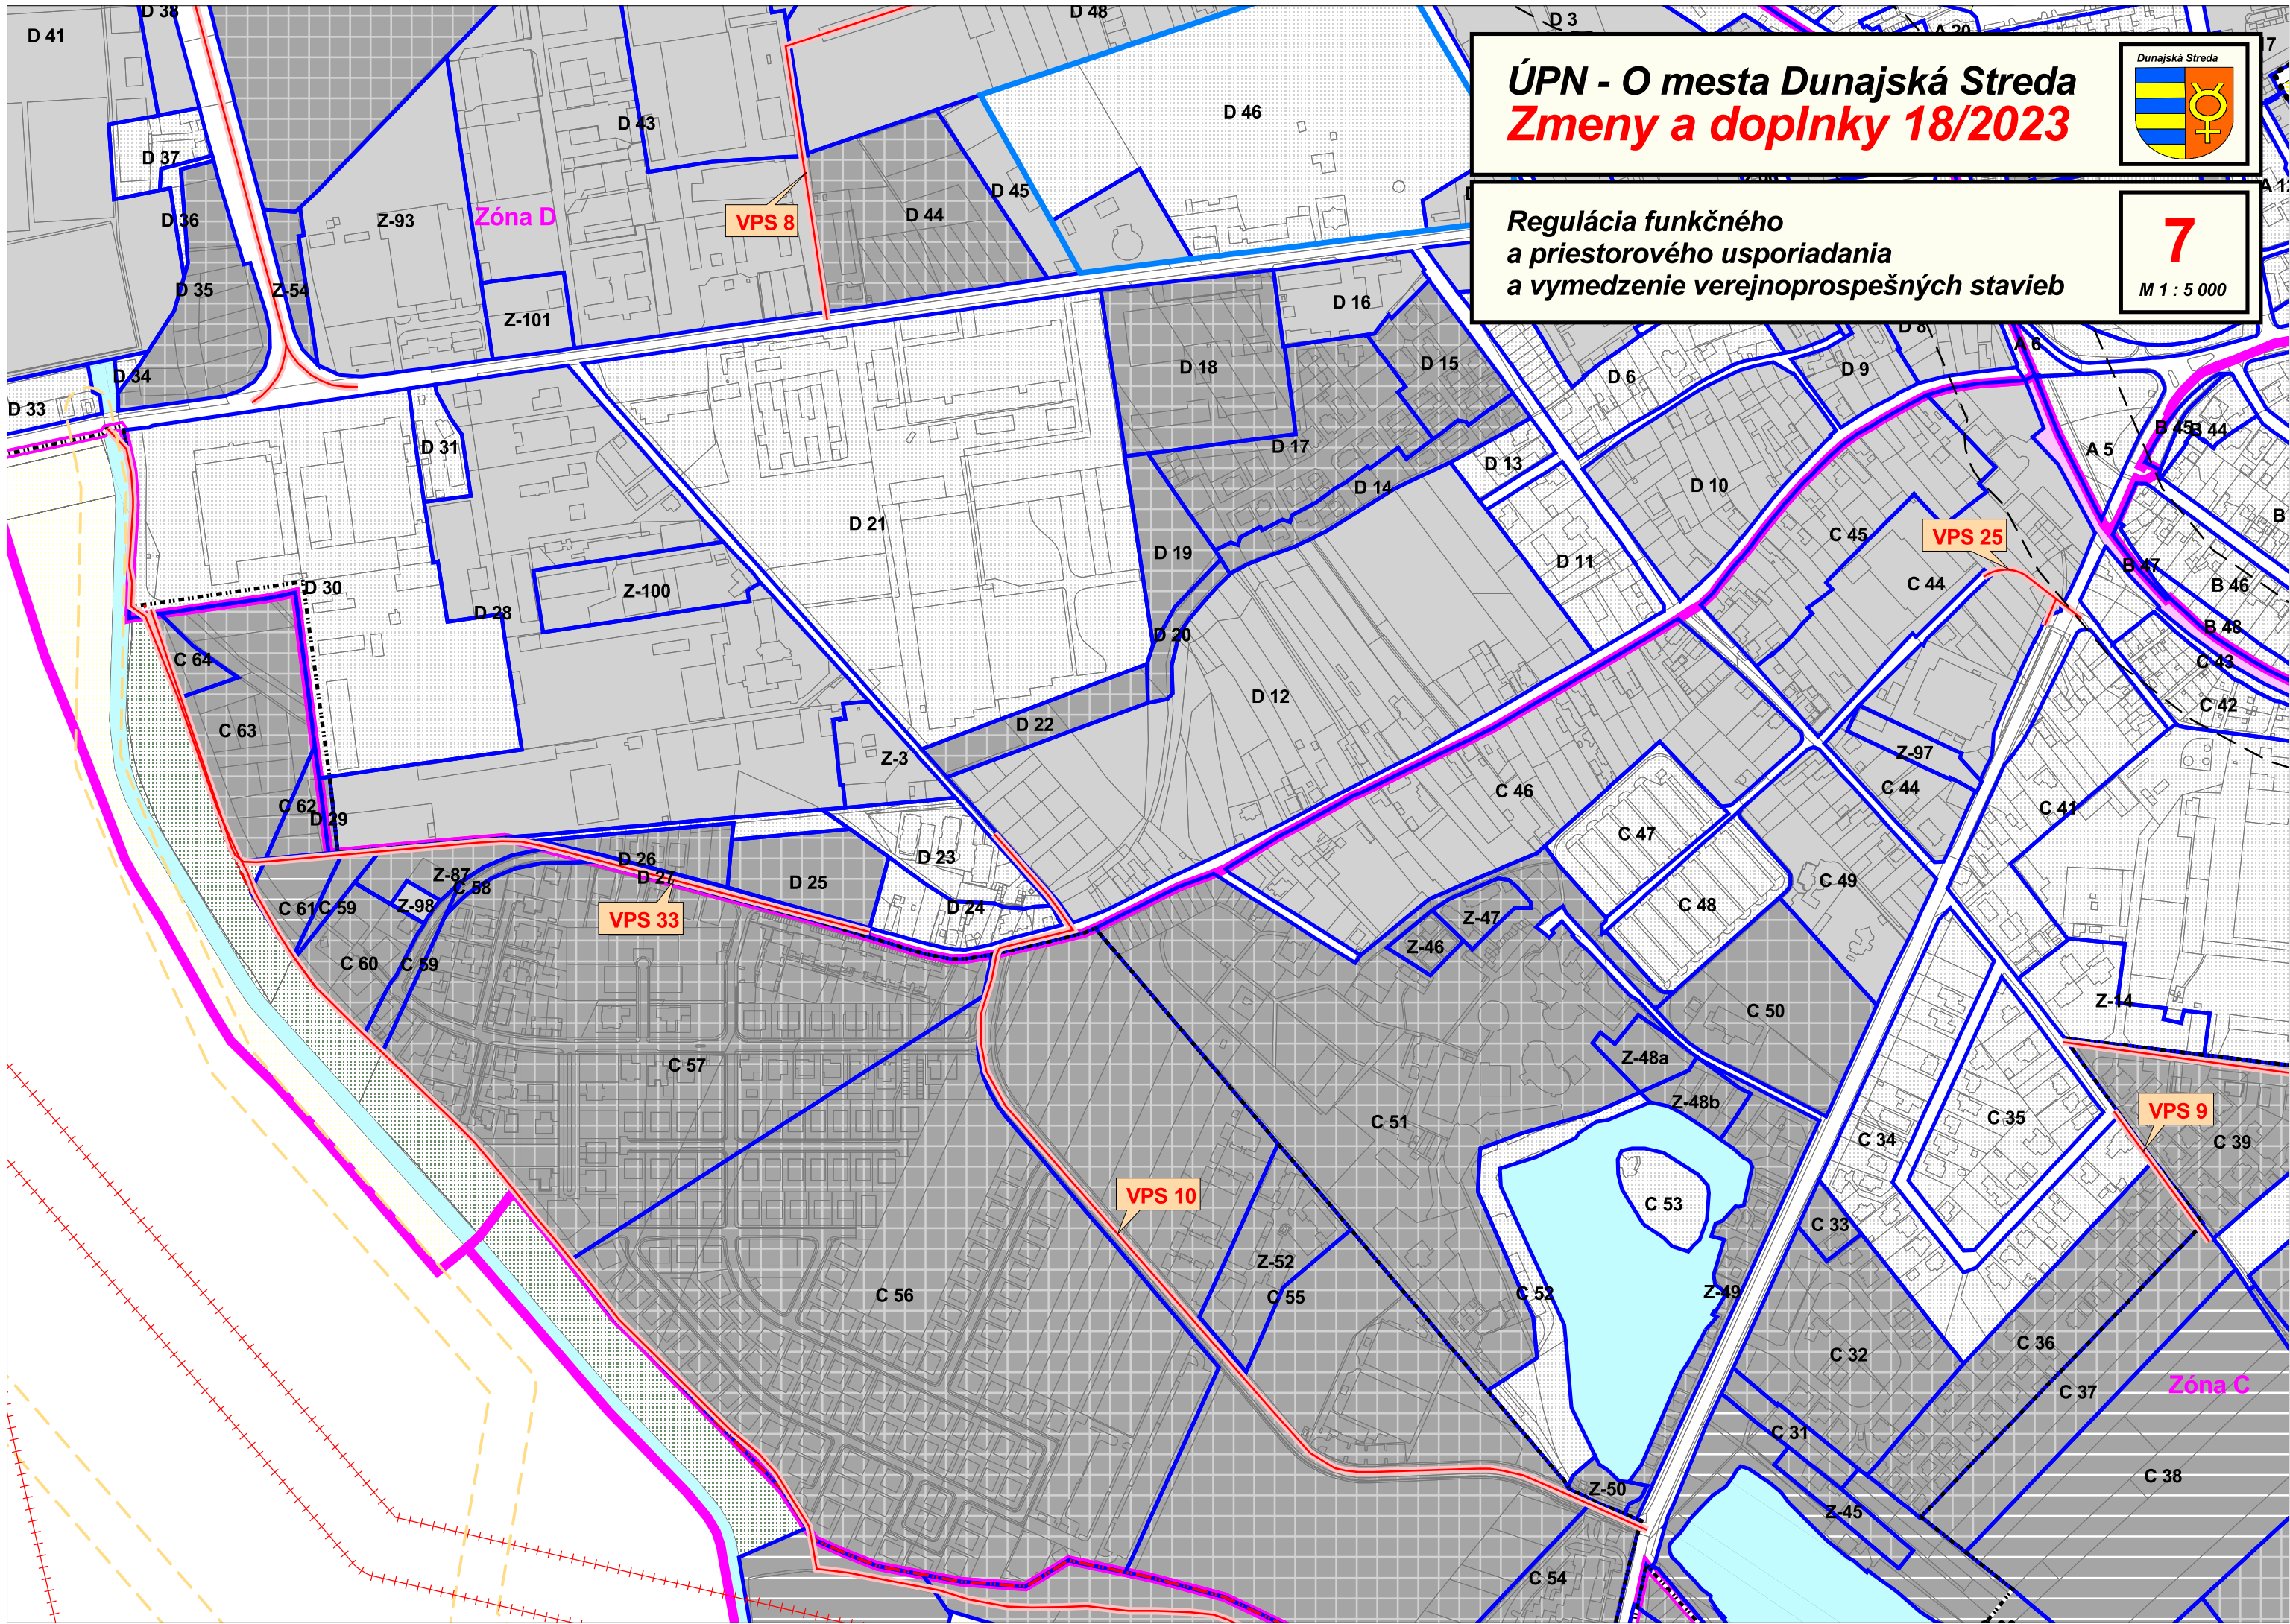 ÚPN - O mesta Dunajská Streda
Zmeny a doplnky 18/2023
Dunajská Streda
Regulácia funkčného
a priestorového usporiadania
a vymedzenie verejnoprospešných stavieb
7
M 1 : 5 000
D 38
D 41
D 48
D 3
A 20
17
D 43
D 46
D 37
D 36
Z-93
Zóna D
VPS 8
D 44
D 45
D 35
Z-54
Z-101
D 16
D 34
D 33
D 18
D 15
D 6
D 9
D 8
A 6
D 31
D 17
D 13
A 5
B 45
B 44
D 14
D 10
D 21
D 19
D 11
C 45
VPS 25
B
B 47
B 46
C 44
D 30
D 28
Z-100
D 20
B 48
C 43
C 64
C 63
D 12
D 22
C 42
Z-3
Z-97
C 44
C 46
C 41
C 62
D 29
C 47
D 23
D 26
D 27
D 25
Z-87
C 58
Z-98
C 61
C 59
VPS 33
D 24
C 49
C 48
Z-47
Z-46
C 60
C 59
Z-14
C 50
C 57
Z-48a
Z-48b
C 51
C 34
C 35
VPS 9
C 39
VPS 10
C 53
C 33
Z-52
C 55
C 56
C 52
Z-49
C 32
C 36
C 37
Zóna C
C 31
C 38
Z-50
Z-45
C 54